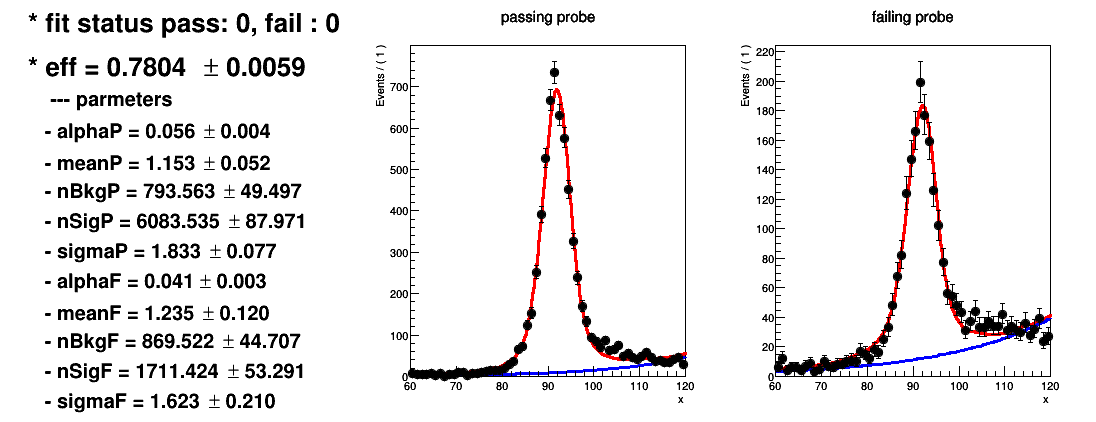 * fit status pass: 0, fail : 0
* eff = 0.7804 ± 0.0059
--- parmeters
- alphaP = 0.056 ± 0.004
- meanP = 1.153 ± 0.052
- nBkgP = 793.563 ± 49.497
- nSigP = 6083.535 ± 87.971
- sigmaP = 1.833 ± 0.077
- alphaF = 0.041 ± 0.003
- meanF = 1.235 ± 0.120
- nBkgF = 869.522 ± 44.707
- nSigF = 1711.424 ± 53.291
- sigmaF = 1.623 ± 0.210
passing probe
Events / ( 1 )
700
600
500
400
300
200
100
0
60 70 80 90 100 110 120
x
failing probe
Events / ( 1 )
220
200
180
160
140
120
100
80
60
40
20
0
60 70 80 90 100 110 120
x